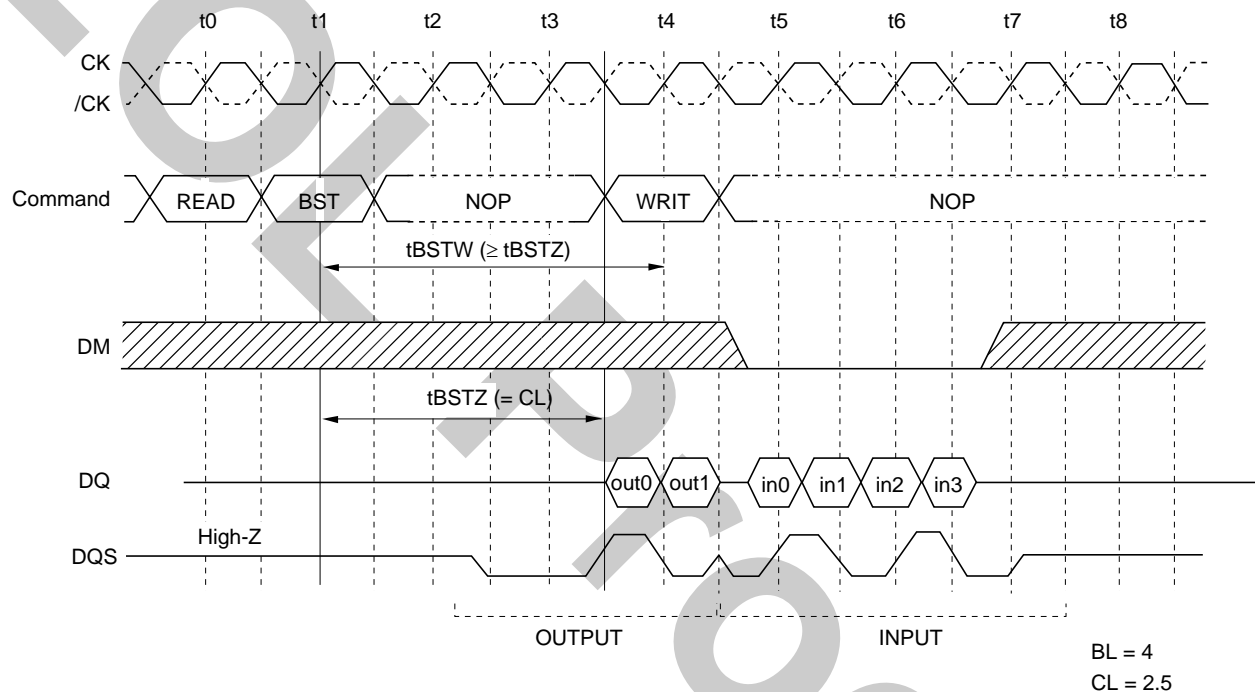 t0 t1 t2 t3 t4 t5 t6 t7 t8
CK
/CK
Command READ BST NOP WRIT NOP
tBSTW (≥ tBSTZ)
DM
tBSTZ (= CL)
DQ out0 out1 in0 in1 in2 in3
High-Z
DQS
OUTPUT INPUT
BL = 4
CL = 2.5